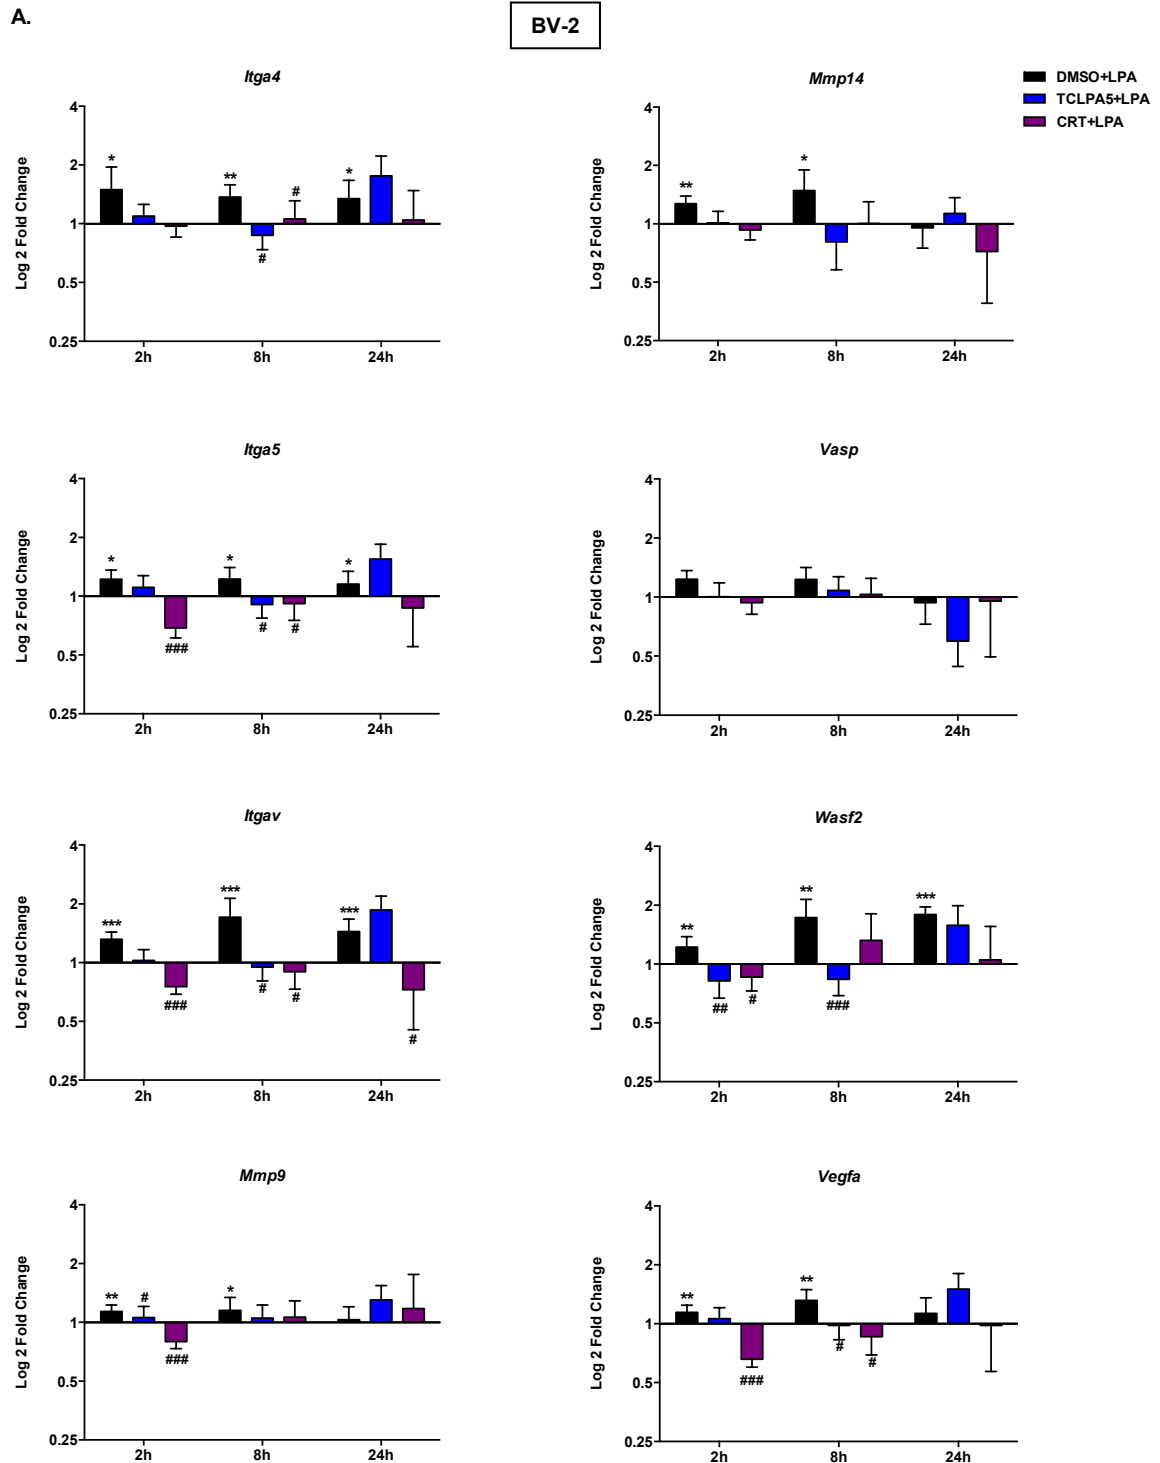 A.
BV-2
DMSO+LPA
TCLPA5+LPA
CRT+LPA
Itga4
Log 2 Fold Change
4
2
1
0.5
0.25
*
**
#
#
*
2h
8h
24h
Mmp14
Log 2 Fold Change
4
2
1
0.5
0.25
**
*
2h
8h
24h
Itga5
Log 2 Fold Change
4
2
1
0.5
0.25
*
###
*
#
#
*
2h
8h
24h
Vasp
Log 2 Fold Change
4
2
1
0.5
0.25
2h
8h
24h
Itgav
Log 2 Fold Change
4
2
1
0.5
0.25
***
###
***
#
#
***
#
2h
8h
24h
Wasf2
Log 2 Fold Change
4
2
1
0.5
0.25
**
##
#
**
###
***
2h
8h
24h
Mmp9
Log 2 Fold Change
4
2
1
0.5
0.25
**
#
###
*
2h
8h
24h
Vegfa
Log 2 Fold Change
4
2
1
0.5
0.25
**
###
**
#
#
2h
8h
24h